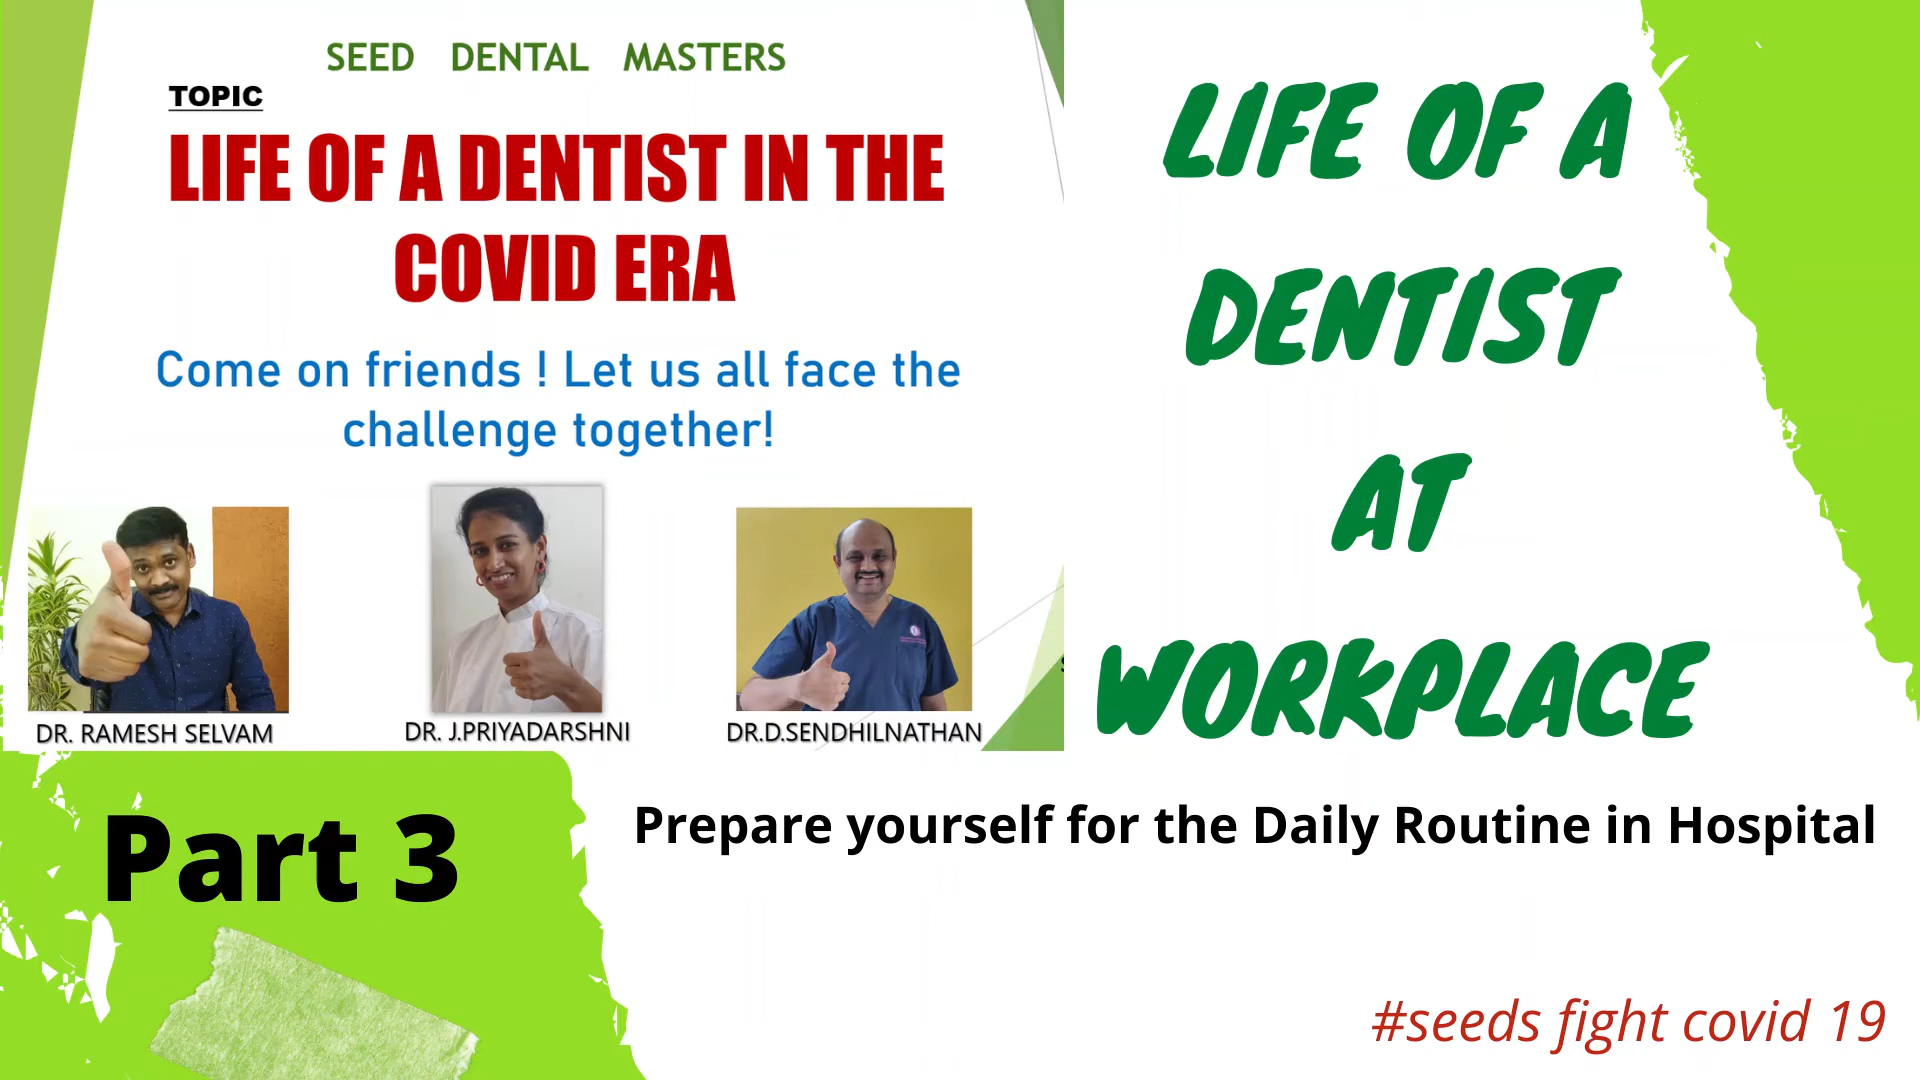 SEED DENTAL MASTERS
TOPIC
LIFE OF A DENTIST IN THE
COVID ERA
Come on friends ! Let us all face the
challenge together!
DR. RAMESH SELVAM
DR. J.PRIYADARSHNI
DR.D.SENDHILNATHAN
LIFE OF A
DENTIST
AT
WORKPLACE
Part 3
Prepare yourself for the Daily Routine in Hospital
#seeds fight covid 19